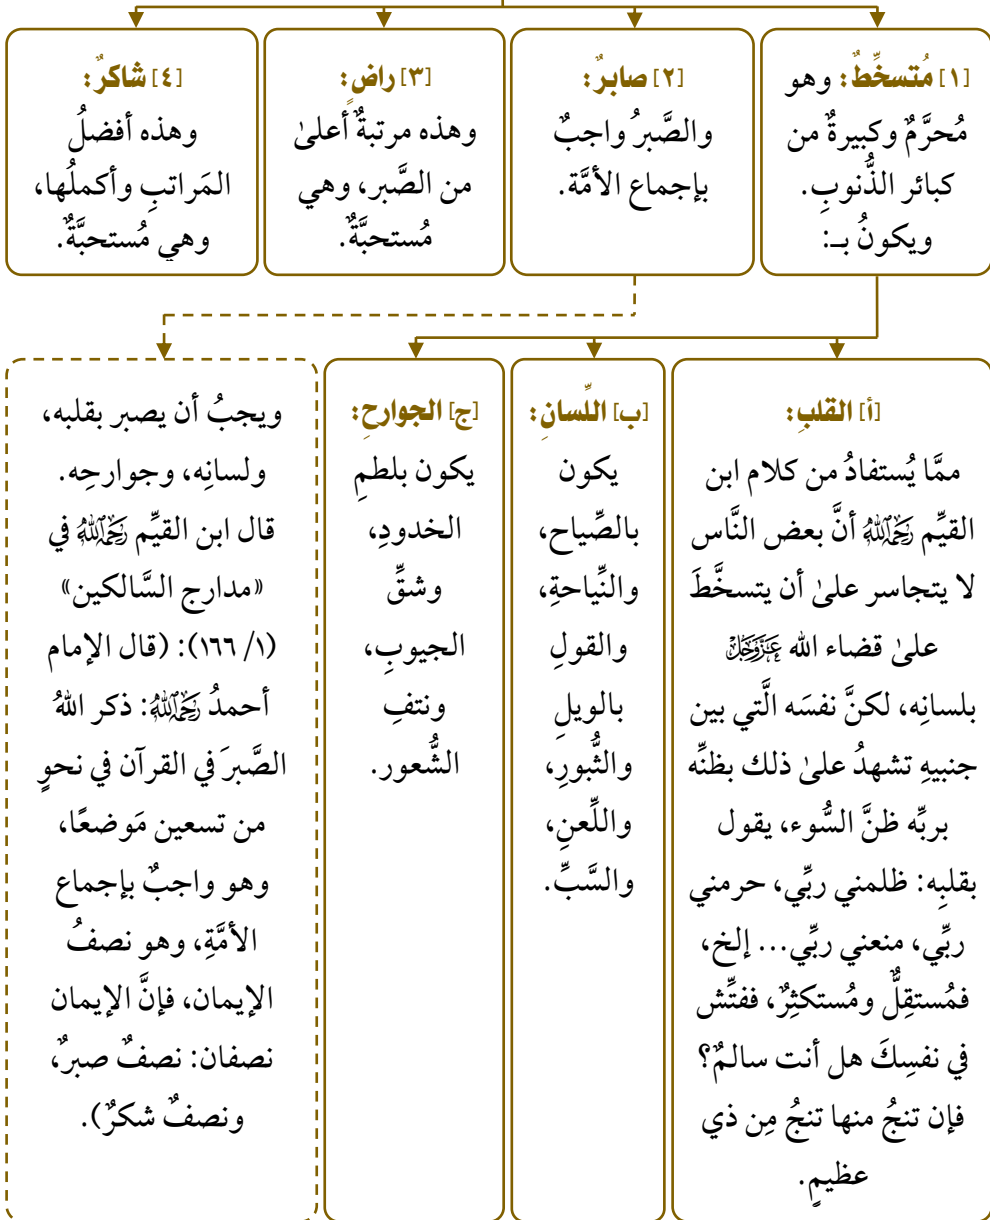 [١] مُتسخِّطٌ: وهو
مُحرَّمٌ وكبيرةٌ من
كبائر الذُّنوبِ.
ويكونُ بـ:
[٢] صابرٌ:
والصَّبرُ واجبٌ
بإجماع الأمَّة.
[٣] راضٍ:
وهذه مرتبةٌ أعلىٰ
من الصَّبر، وهي
مُستحبَّةٌ.
[٤] شاكرٌ:
وهذه أفضلُ
المَراتبِ وأكملُها،
وهي مُستحبَّةٌ.
[أ] القلبِ:
ممَّا يُستفادُ من كلام ابن
القيِّم رَحِمَهُ ٱللَّهُ أنَّ بعض النَّاس
لا يتجاسر علىٰ أن يتسخَّطَ
علىٰ قضاء الله عَزَّوَجَلَّ
بلسانِه، لكنَّ نفسَه الَّتي بين
جنبيهِ تشهدُ علىٰ ذلك بظنِّه
بربِّه ظنَّ السُّوء، يقول
بقلبِه: ظلمني ربِّي، حرمني
ربِّي، منعني ربِّي... إلخ،
فمُستقِلٌّ ومُستكثِرٌ، ففتِّش
في نفسِكَ هل أنت سالمٌ؟
فإن تنجُ منها تنجُ مِن ذي
عظيمٍ.
[ب] اللِّسانِ:
يكون
بالصِّياح،
والنِّياحةِ،
والقولِ
بالويلِ
والثُّبورِ،
واللَّعنِ،
والسَّبِّ.
[ج] الجوارحِ:
يكون بلطمِ
الخدودِ،
وشقِّ
الجيوبِ،
ونتفِ
الشُّعور.
ويجبُ أن يصبر بقلبه،
ولسانِه، وجوارحِه.
قال ابن القيِّم رَحِمَهُ ٱللَّهُ في
«مدارج السَّالكين»
(١/ ١٦٦): (قال الإمام
أحمدُ رَحِمَهُ ٱللَّهُ: ذكر اللهُ
الصَّبرَ في القرآن في نحوٍ
من تسعين مَوضعًا،
وهو واجبٌ بإجماع
الأمَّةِ، وهو نصفُ
الإيمان، فإنَّ الإيمان
نصفان: نصفٌ صبرٌ،
ونصفٌ شكرٌ).